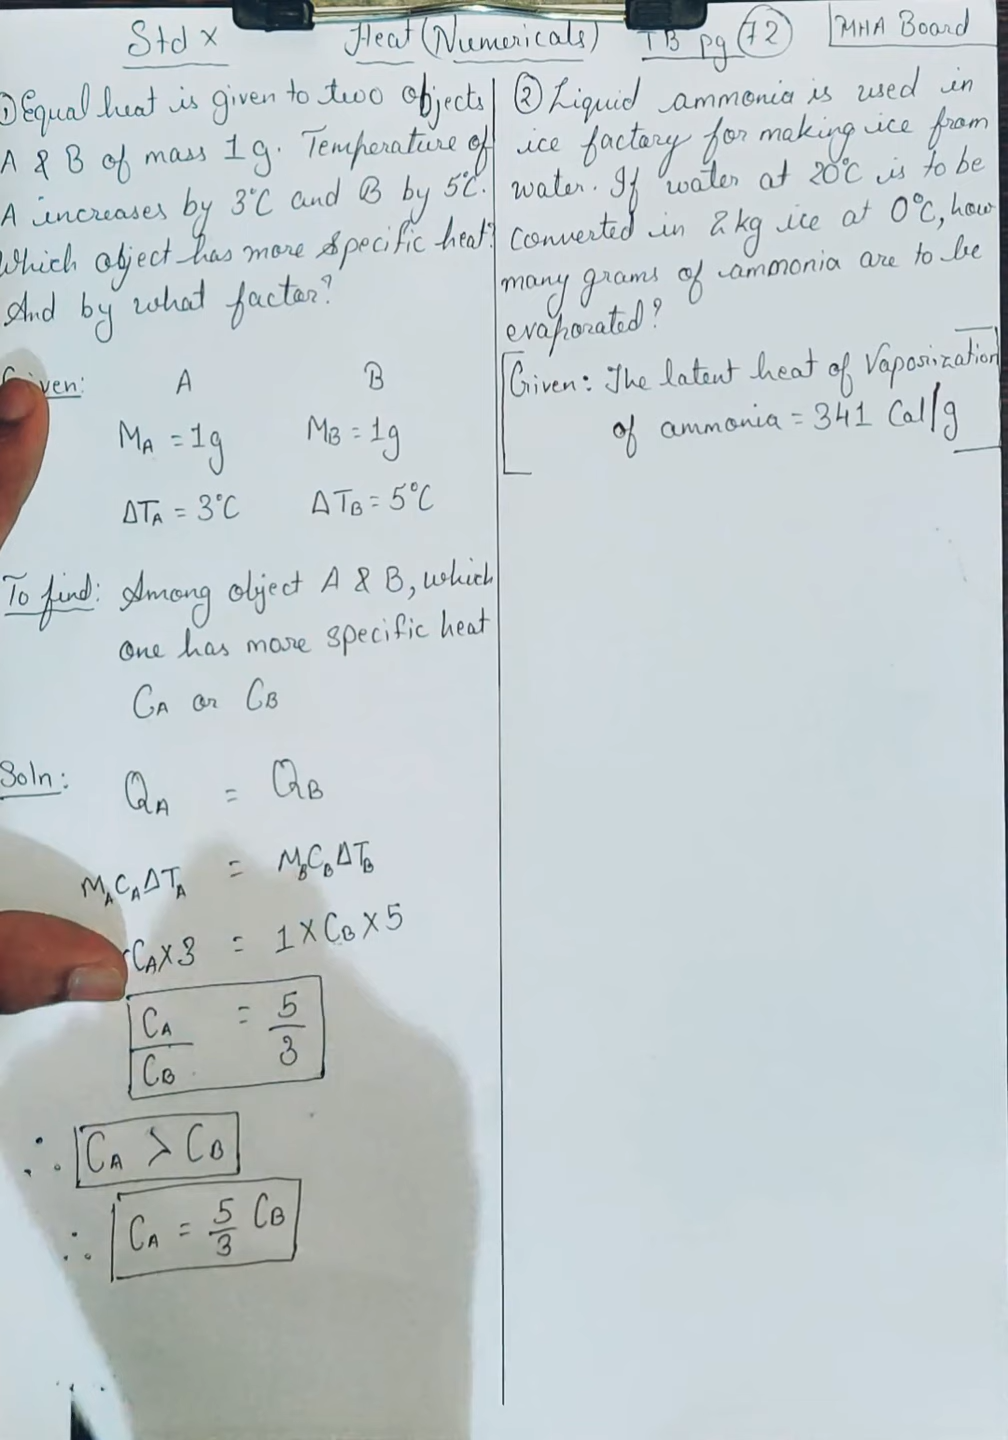 Std X Heat (Numericals) TB pg 72 MHA Board
① Equal heat is given to two objects
A & B of mass 1g. Temperature of
A increases by 3°C and B by 5°C.
Which object has more specific heat?
And by what factor?
Given: A B
MA = 1g MB = 1g
ΔTA = 3°C ΔTB = 5°C
To find: Among object A & B, which
one has more specific heat
CA or CB
Soln: QA = QB
MACAΔTA = MBCBΔTB
CA × 3 = 1 × CB × 5
CA/CB = 5/3
∴ CA > CB
∴ CA = 5/3 CB
② Liquid ammonia is used in
ice factory for making ice from
water. If water at 20°C is to be
converted in 2 kg ice at 0°C, how
many grams of ammonia are to be
evaporated?
Given: The latent heat of Vaporization
of ammonia = 341 Cal/g